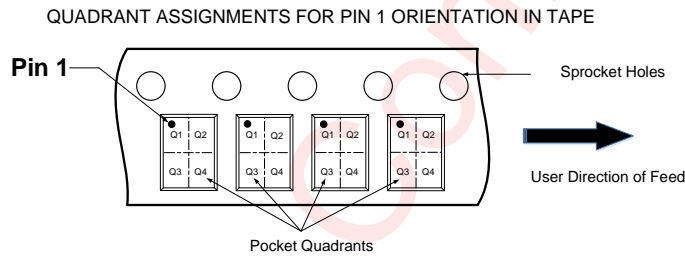 QUADRANT ASSIGNMENTS FOR PIN 1 ORIENTATION IN TAPE
Pin 1
Sprocket Holes
Q1 Q2 Q1 Q2 Q1 Q2 Q1 Q2
Q3 Q4 Q3 Q4 Q3 Q4 Q3 Q4
User Direction of Feed
Pocket Quadrants